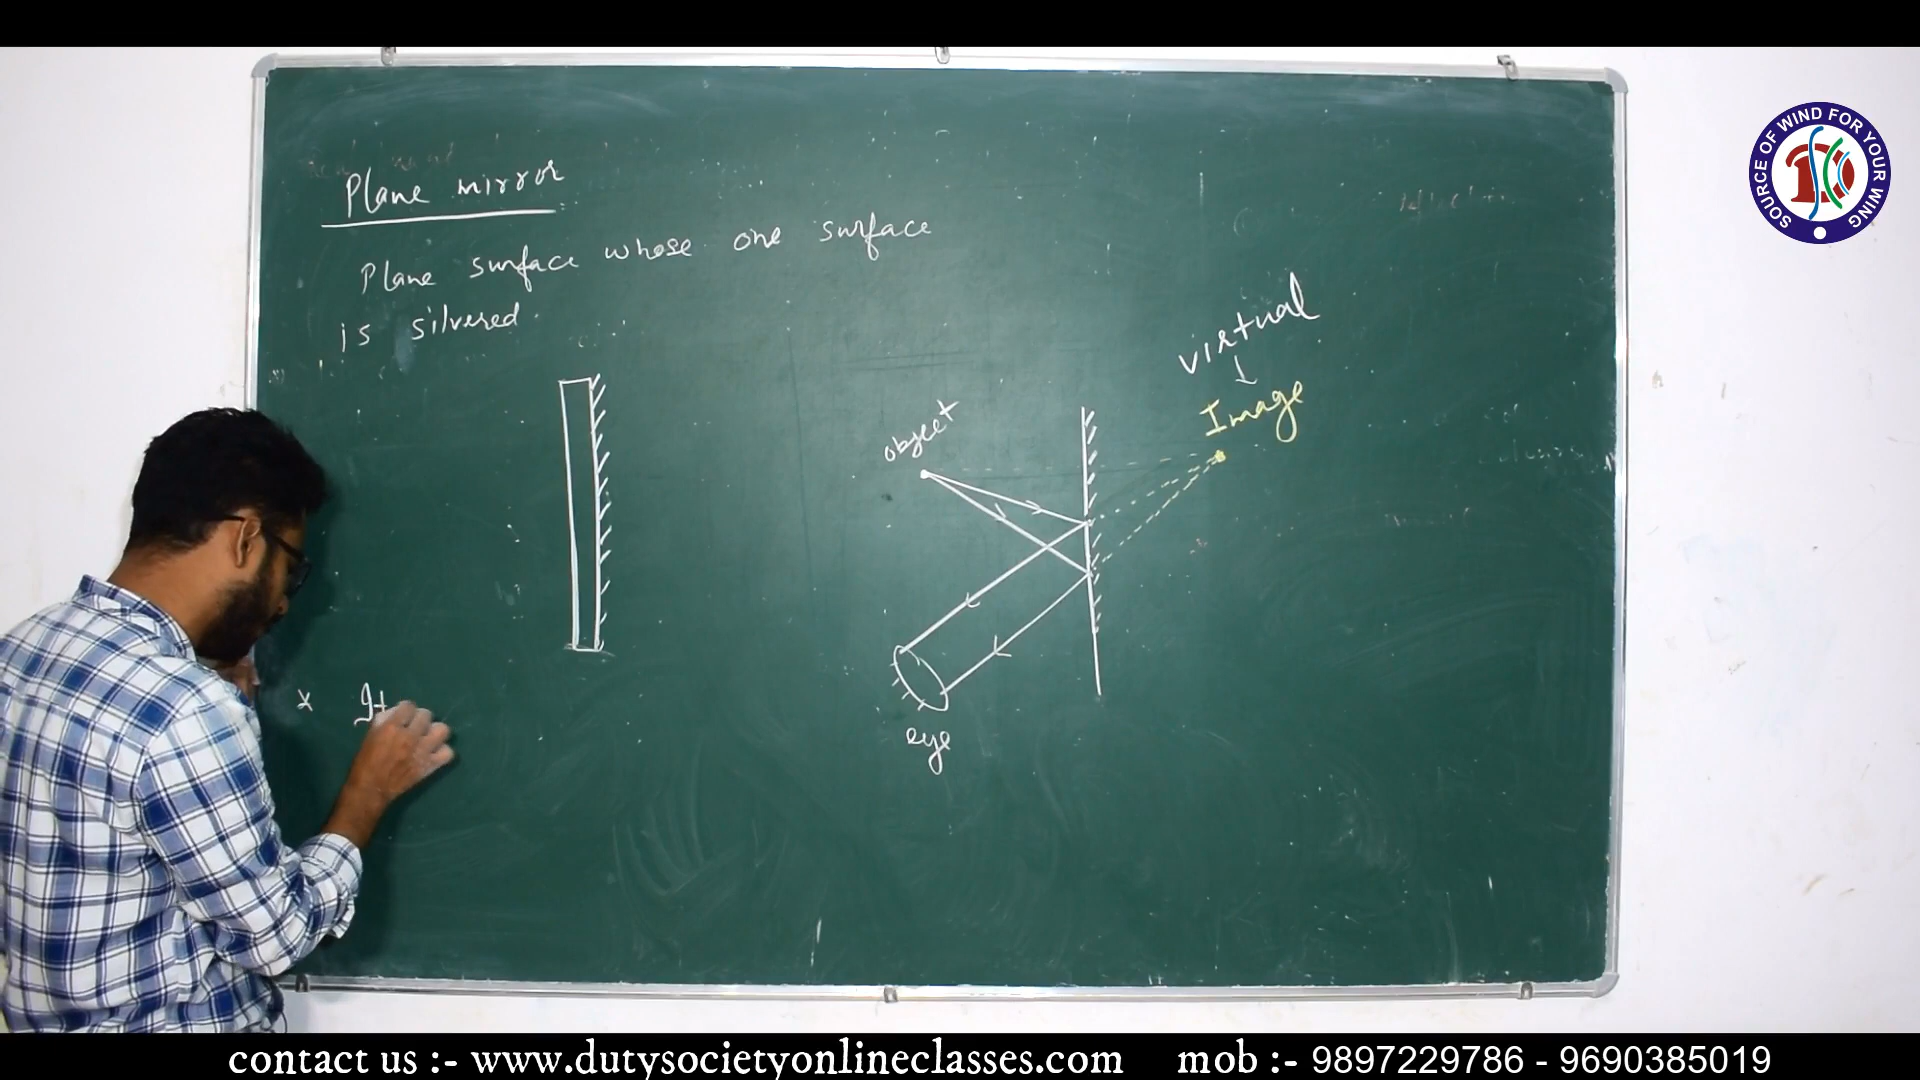 Plane mirror
Plane surface whose one surface
is silvered.
virtual
Image
object
eye
x It
SOURCE OF WIND FOR YOUR WING
contact us :- www.dutysocietyonlineclasses.com mob :- 9897229786 - 9690385019